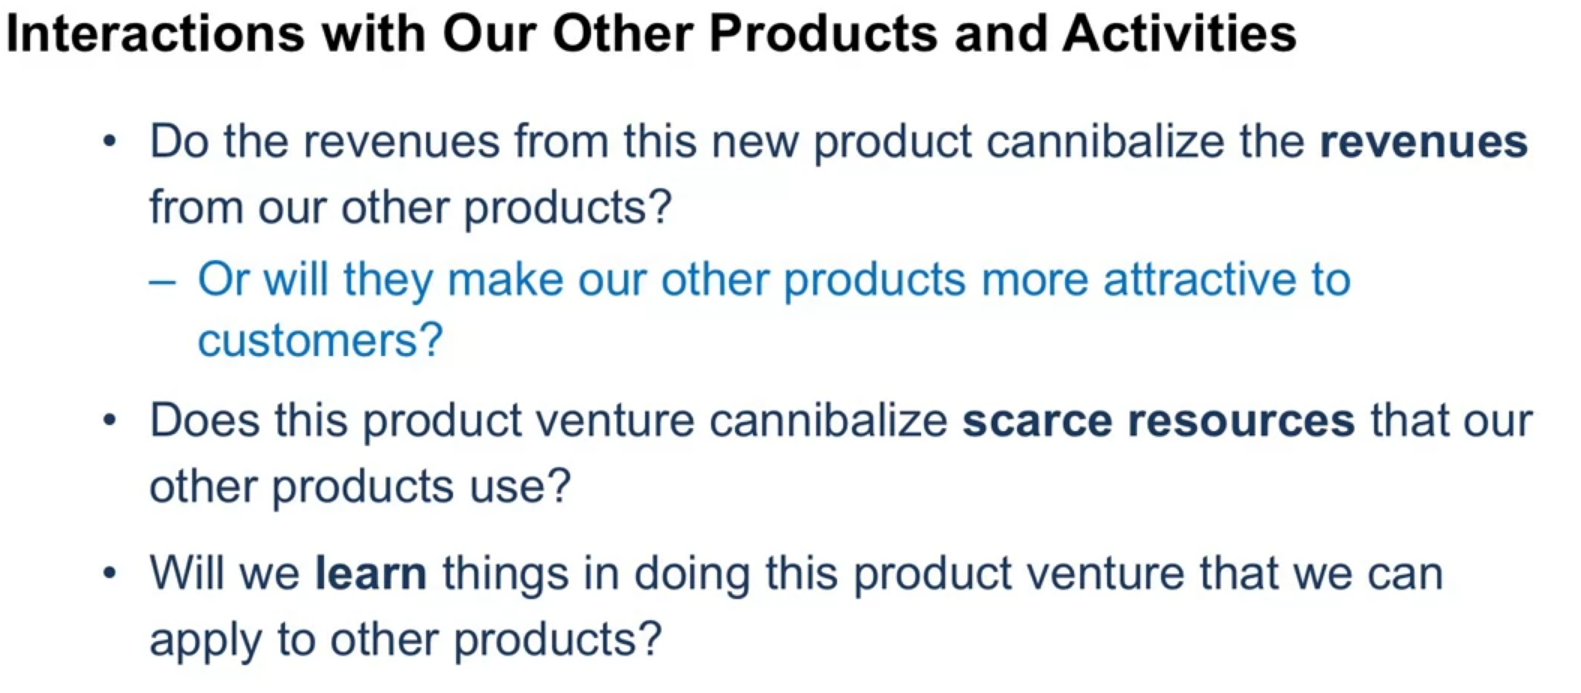 Interactions with Our Other Products and Activities
• Do the revenues from this new product cannibalize the revenues
from our other products?
– Or will they make our other products more attractive to
customers?
• Does this product venture cannibalize scarce resources that our
other products use?
• Will we learn things in doing this product venture that we can
apply to other products?